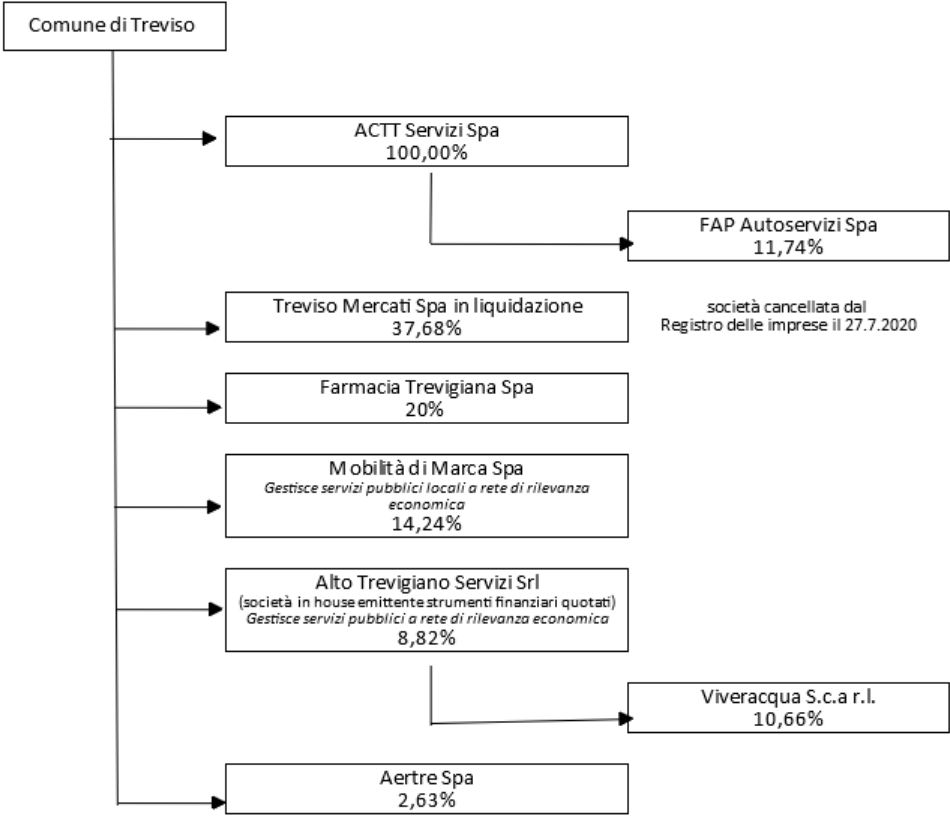 Comune di Treviso
ACTT Servizi Spa
100,00%
FAP Autoservizi Spa
11,74%
Treviso Mercati Spa in liquidazione
37,68%
società cancellata dal
Registro delle imprese il 27.7.2020
Farmacia Trevigiana Spa
20%
Mobilità di Marca Spa
Gestisce servizi pubblici locali a rete di rilevanza
economica
14,24%
Alto Trevigiano Servizi Srl
(società in house emittente strumenti finanziari quotati)
Gestisce servizi pubblici a rete di rilevanza economica
8,82%
Viveracqua S.c.a r.l.
10,66%
Aertre Spa
2,63%